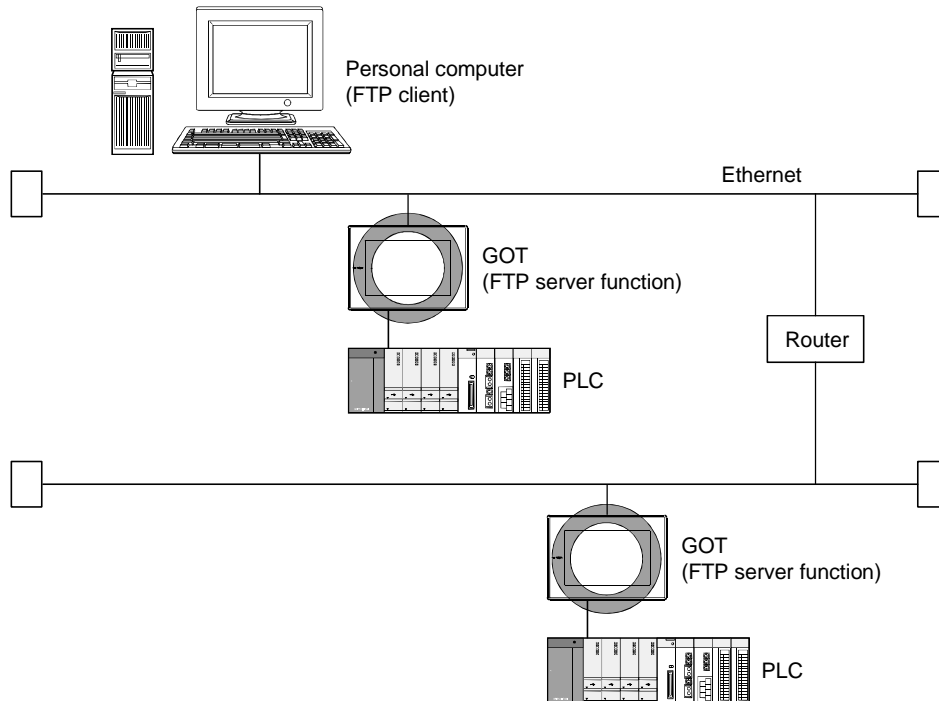 Personal computer
(FTP client)
Ethernet
GOT
(FTP server function)
Router
PLC
GOT
(FTP server function)
PLC